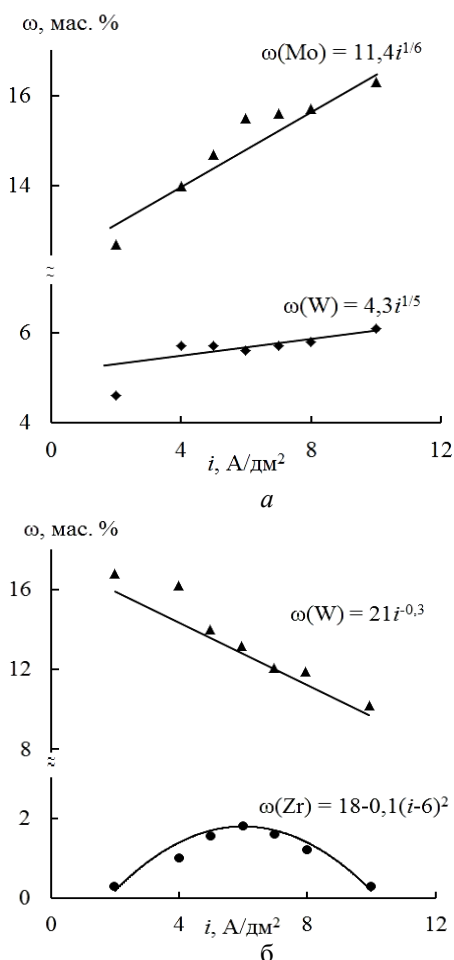 ω, мас. %
ω(Mo) = 11,4i^1/6
16
14
≈
ω(W) = 4,3i^1/5
6
4
0 4 8 12
i, А/дм²
а
ω, мас. %
16
ω(W) = 21i^-0,3
12
8
≈
ω(Zr) = 18-0,1(i-6)²
2
0
0 4 8 12
i, А/дм²
б